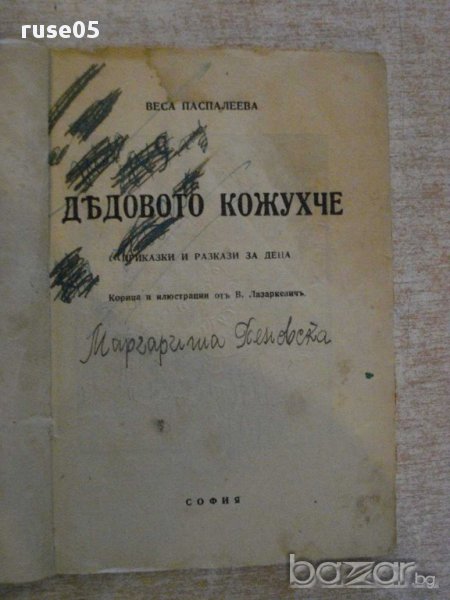 ruse05
ВЕСА ПАСПАЛЕЕВА
ДѢДОВОТО КОЖУХЧЕ
ПРИКАЗКИ И РАЗКАЗИ ЗА ДЕЦА
Корица и илюстрации отъ В. Лазаркевичъ
Маргарита
СОФИЯ
bazar.bg